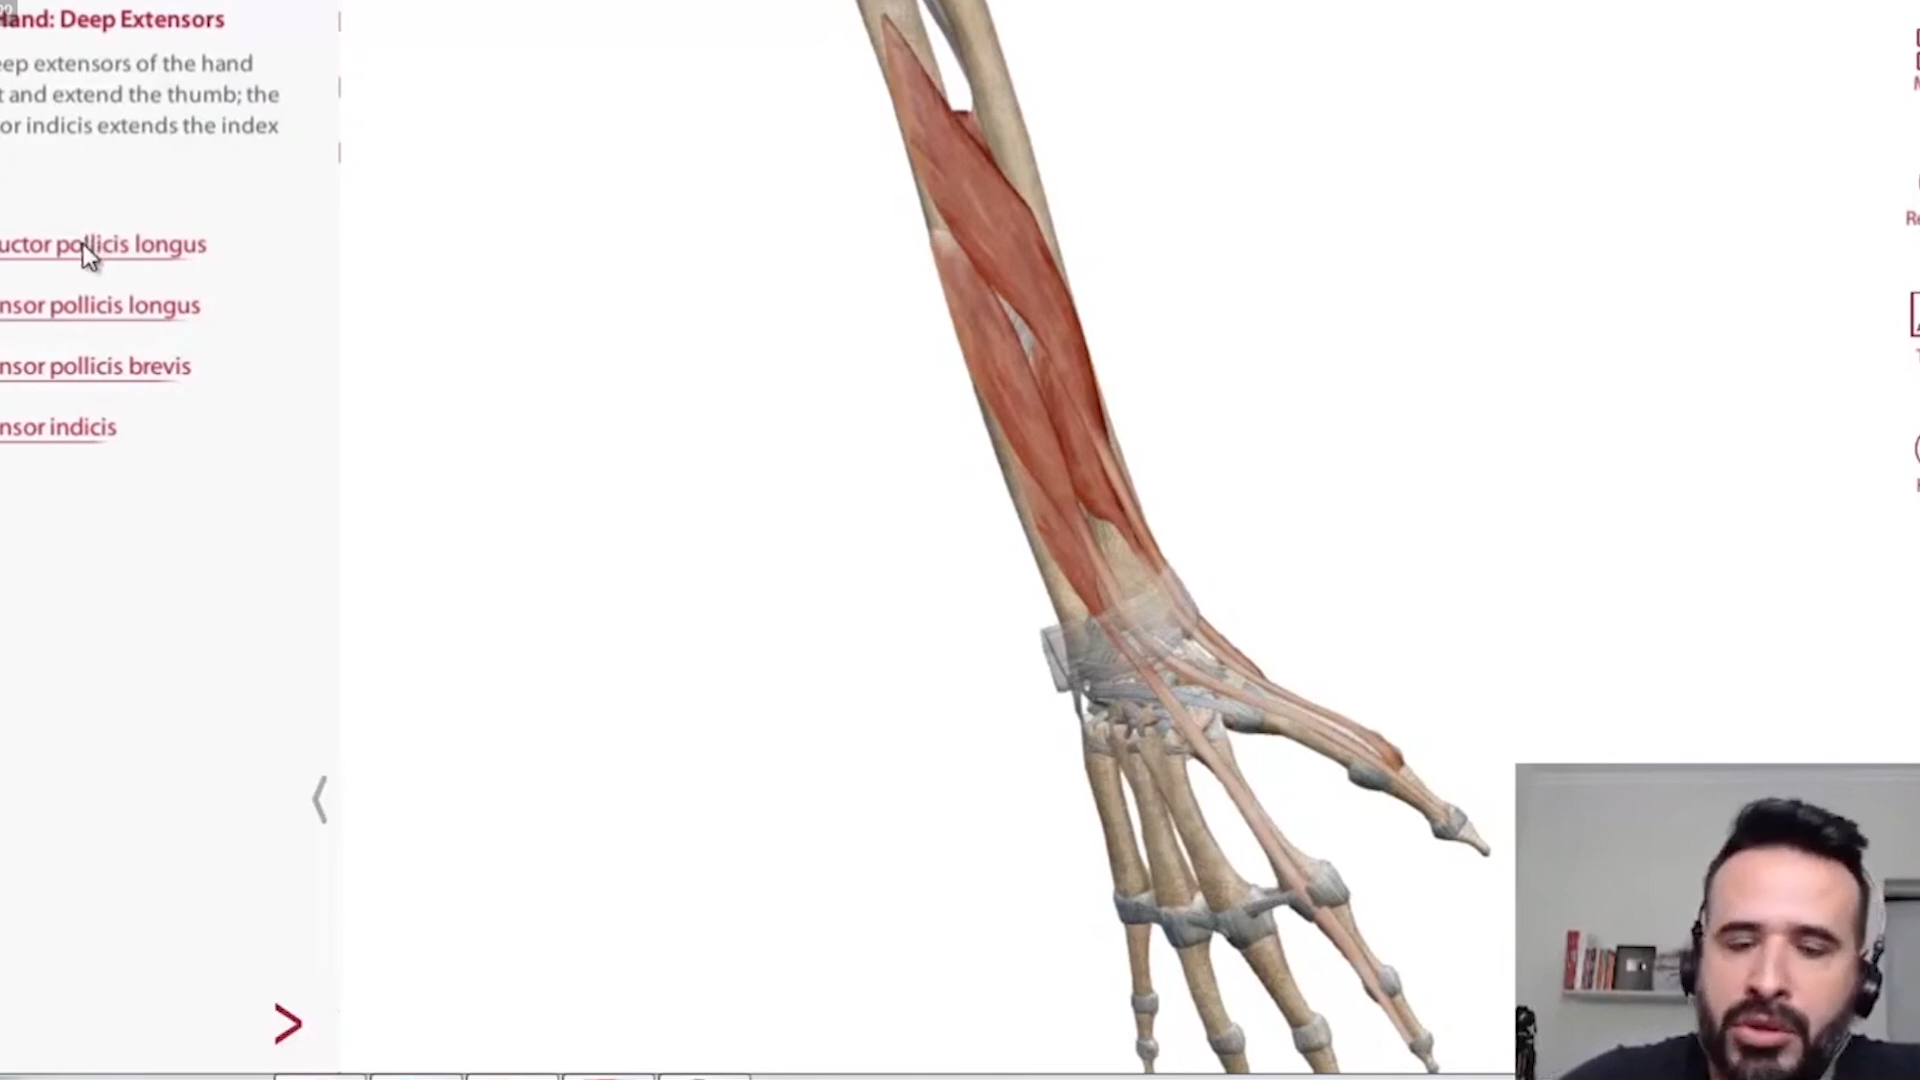 Hand: Deep Extensors
eep extensors of the hand
t and extend the thumb; the
or indicis extends the index
uctor pollicis longus
nsor pollicis longus
nsor pollicis brevis
nsor indicis
Re